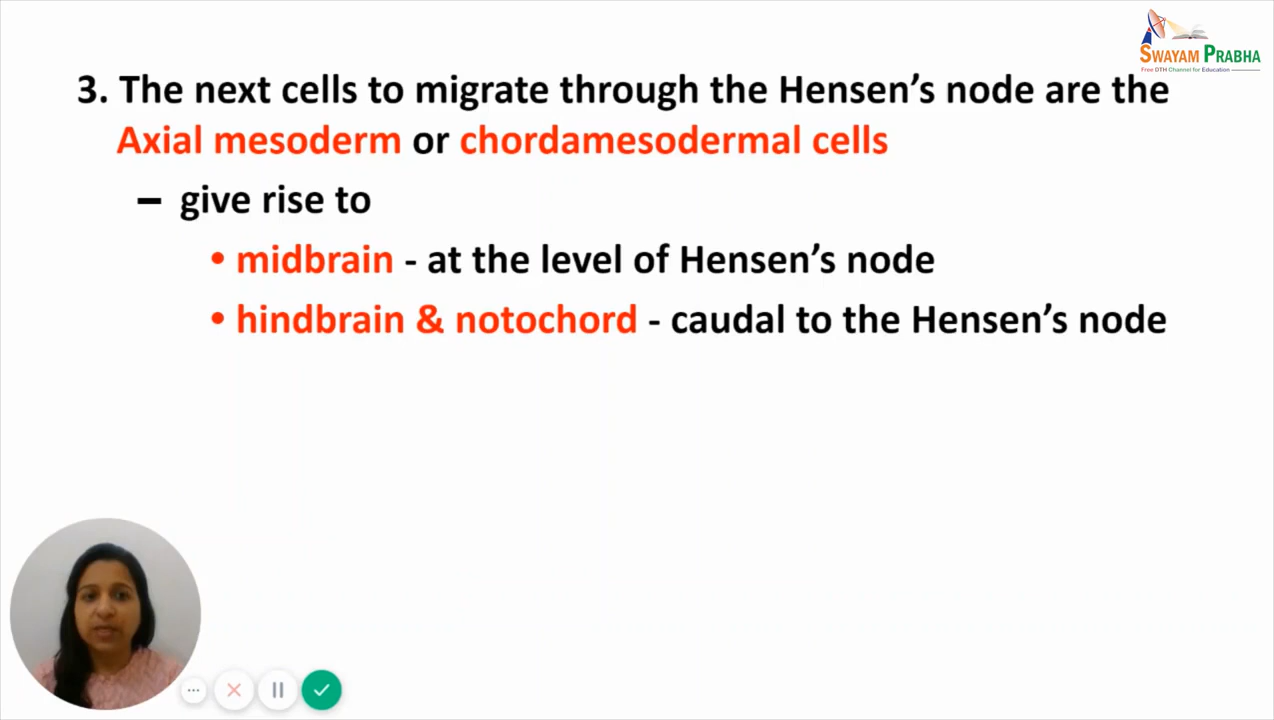 SWAYAM PRABHA
Free DTH Channel for Education
3. The next cells to migrate through the Hensen's node are the
Axial mesoderm or chordamesodermal cells
– give rise to
• midbrain - at the level of Hensen's node
• hindbrain & notochord - caudal to the Hensen's node